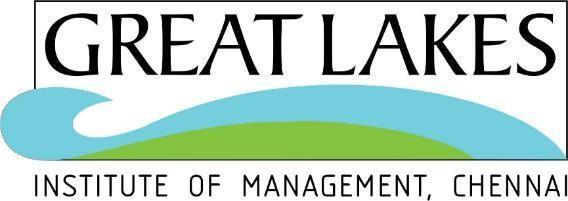 GREAT LAKES
INSTITUTE OF MANAGEMENT, CHENNAI